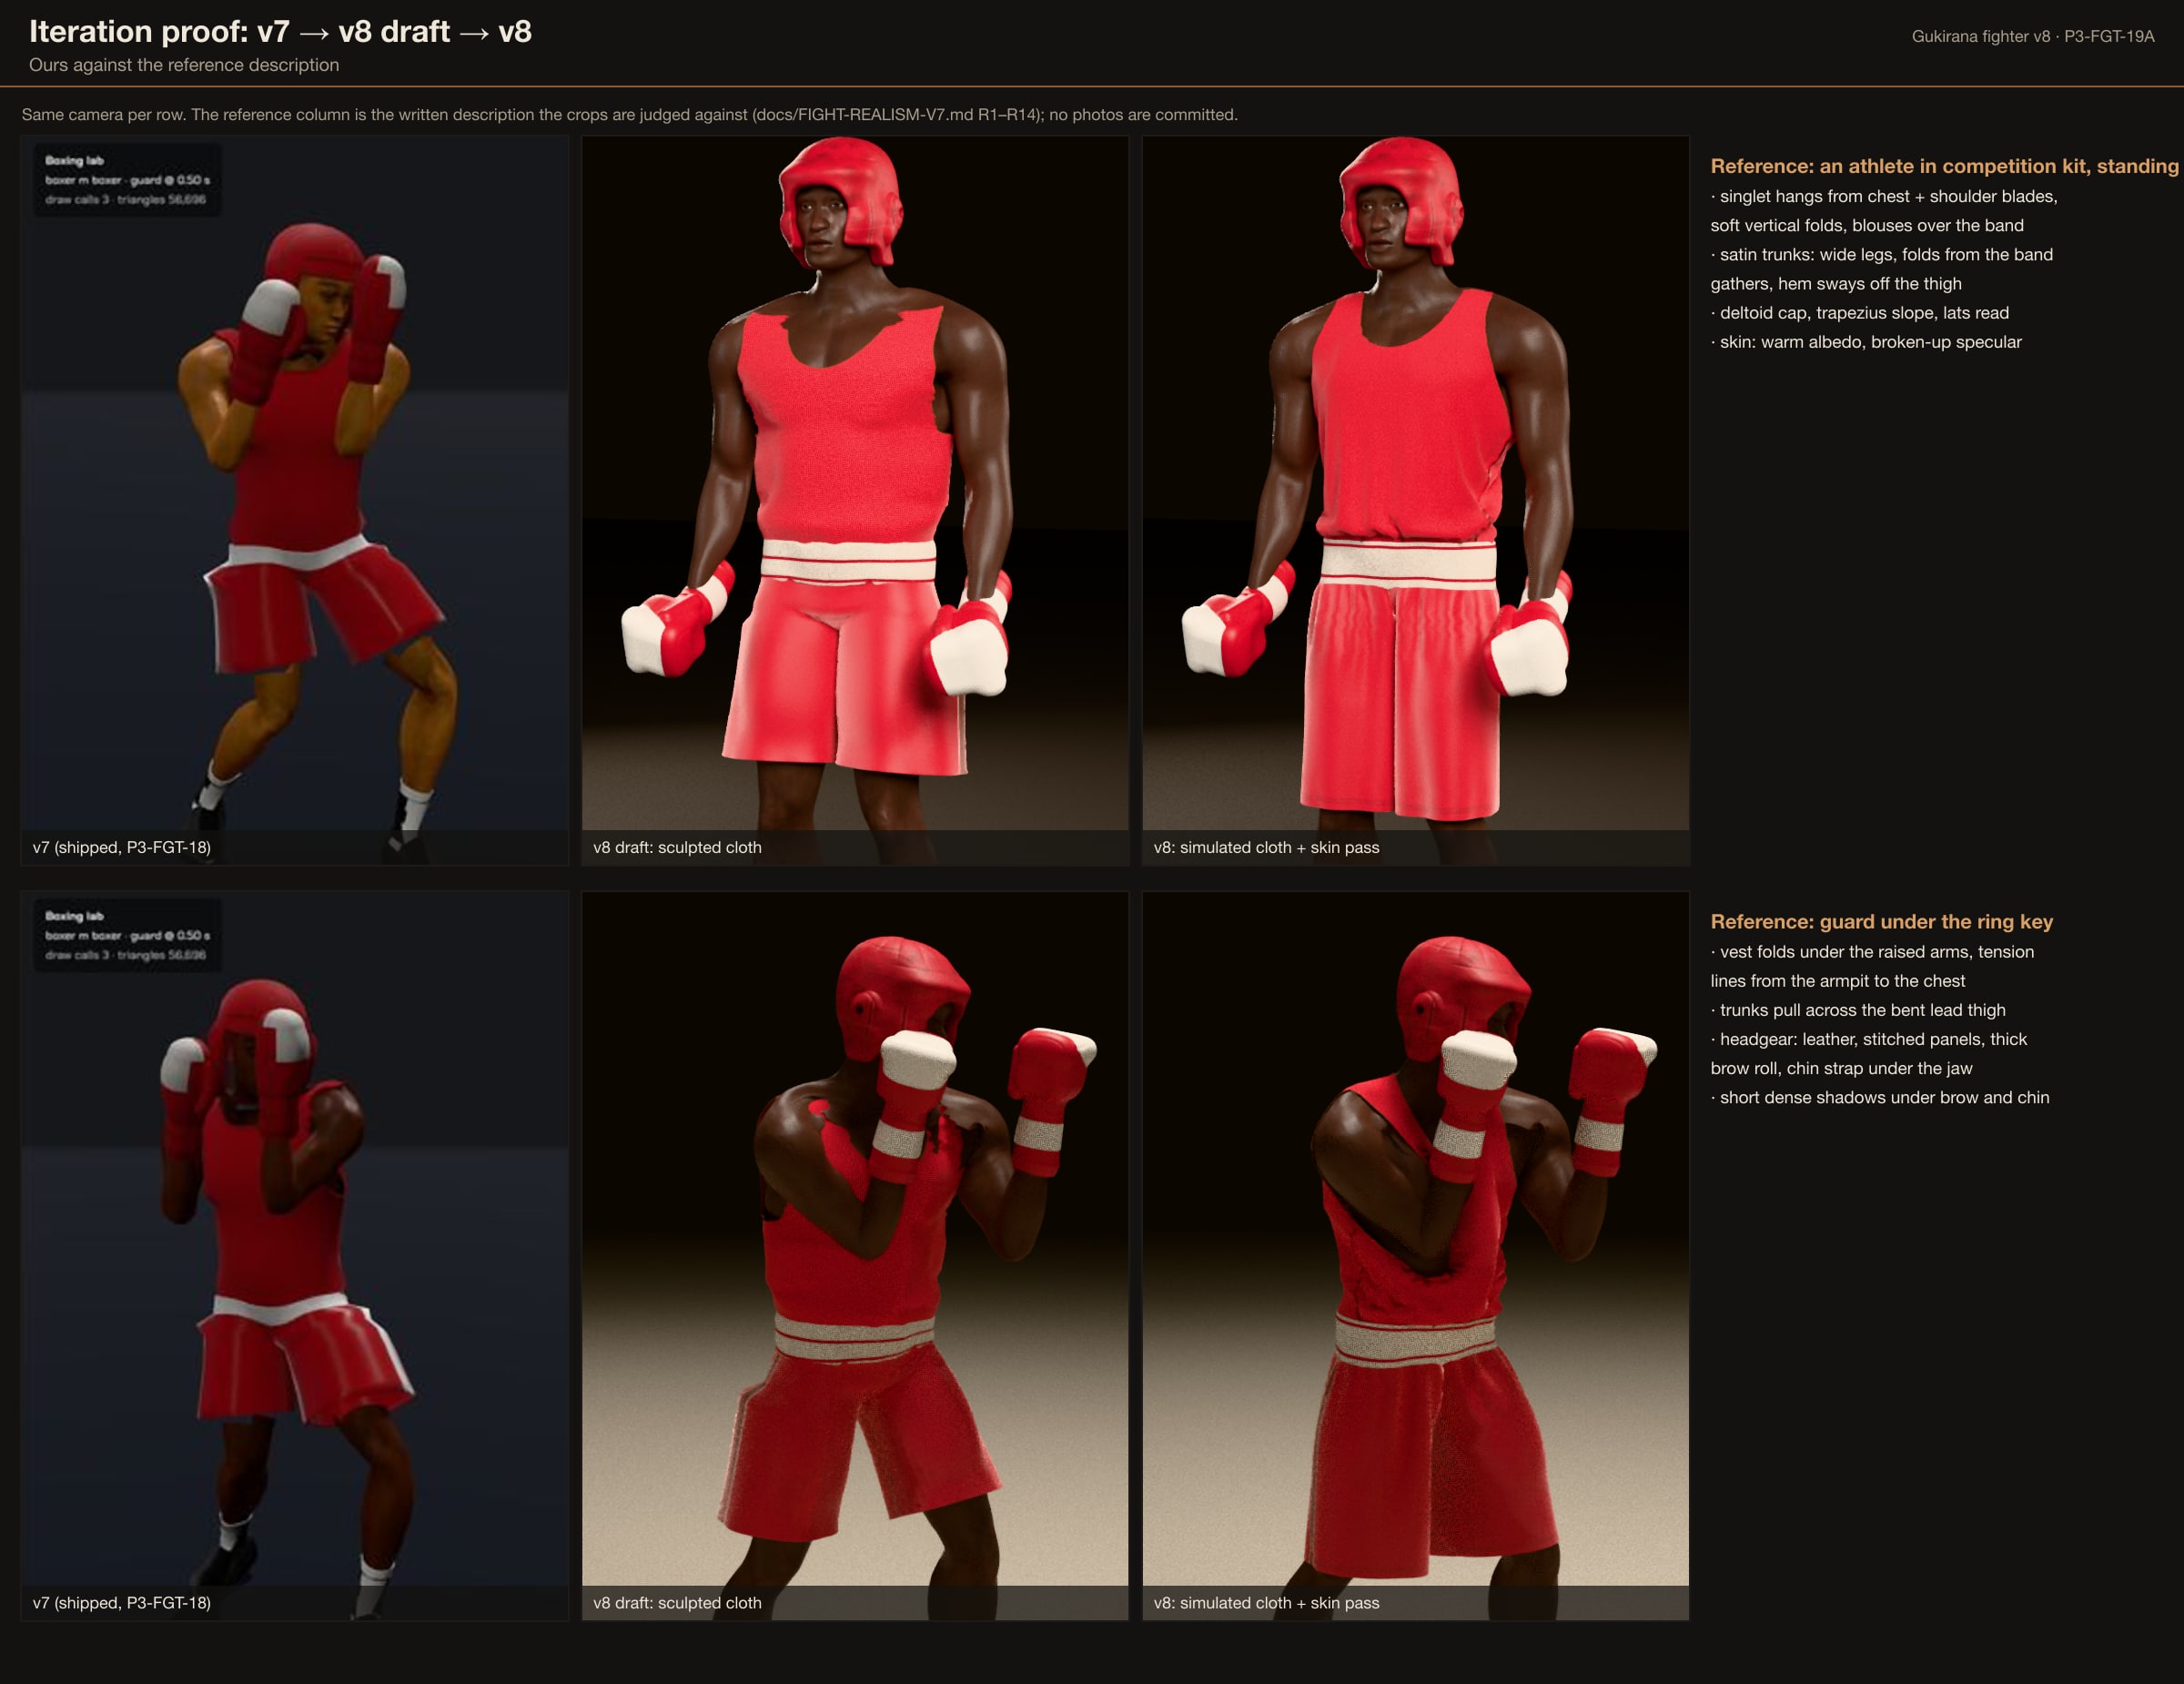 Iteration proof: v7 → v8 draft → v8
Gukirana fighter v8 · P3-FGT-19A
Ours against the reference description
Same camera per row. The reference column is the written description the crops are judged against (docs/FIGHT-REALISM-V7.md R1–R14); no photos are committed.
Boxing lab
boxer m boxer · guard @ 0.50 s
draw calls 3 · triangles 56,696
v7 (shipped, P3-FGT-18)
v8 draft: sculpted cloth
v8: simulated cloth + skin pass
Reference: an athlete in competition kit, standing
· singlet hangs from chest + shoulder blades,
soft vertical folds, blouses over the band
· satin trunks: wide legs, folds from the band
gathers, hem sways off the thigh
· deltoid cap, trapezius slope, lats read
· skin: warm albedo, broken-up specular
Boxing lab
boxer m boxer · guard @ 0.50 s
draw calls 3 · triangles 56,696
v7 (shipped, P3-FGT-18)
v8 draft: sculpted cloth
v8: simulated cloth + skin pass
Reference: guard under the ring key
· vest folds under the raised arms, tension
lines from the armpit to the chest
· trunks pull across the bent lead thigh
· headgear: leather, stitched panels, thick
brow roll, chin strap under the jaw
· short dense shadows under brow and chin